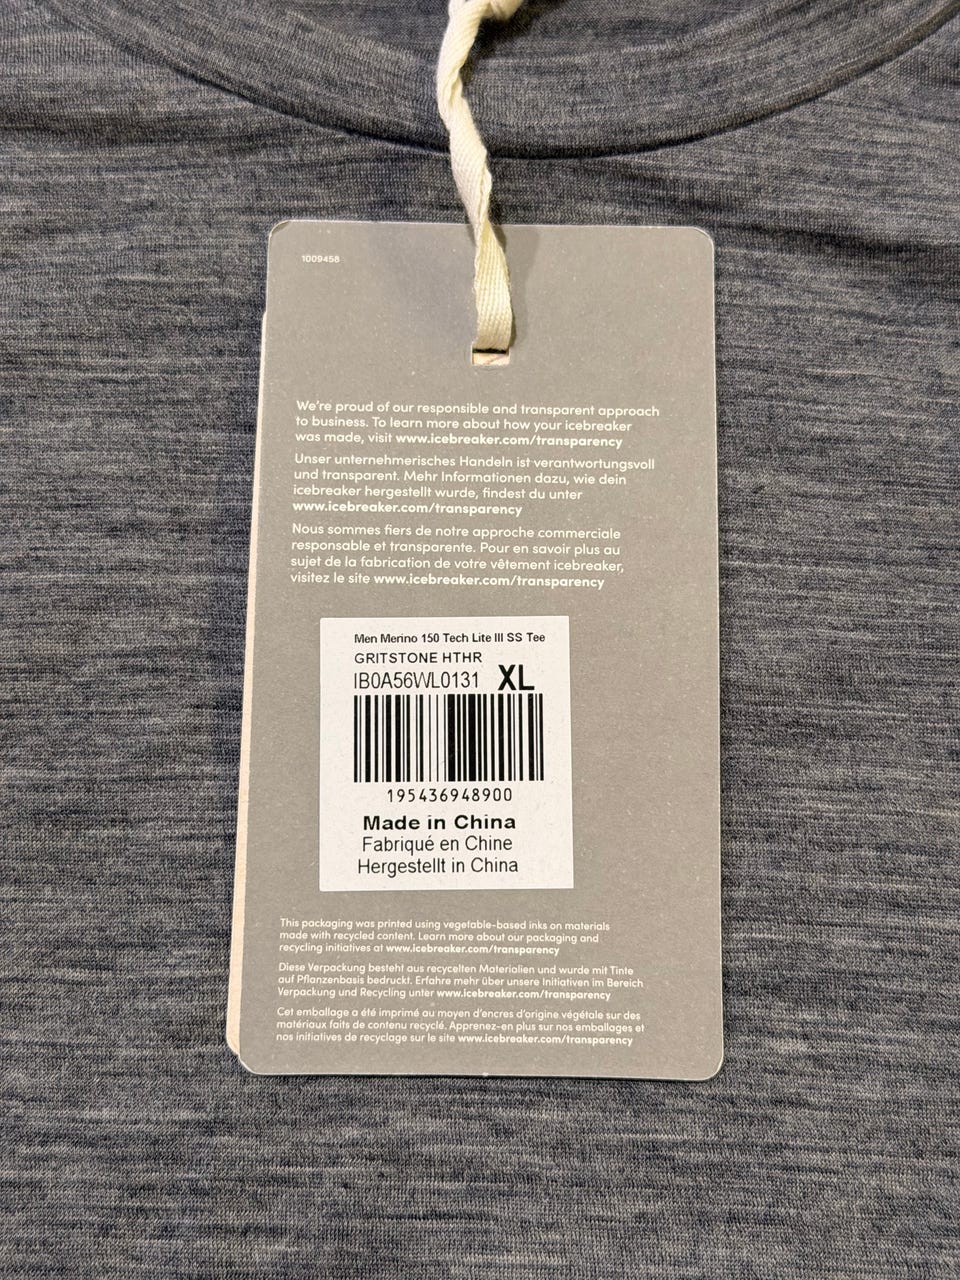 1009458
We're proud of our responsible and transparent approach
to business. To learn more about how your icebreaker
was made, visit www.icebreaker.com/transparency
Unser unternehmerisches Handeln ist verantwortungsvoll
und transparent. Mehr Informationen dazu, wie dein
icebreaker hergestellt wurde, findest du unter
www.icebreaker.com/transparency
Nous sommes fiers de notre approche commerciale
responsable et transparente. Pour en savoir plus au
sujet de la fabrication de votre vêtement icebreaker,
visitez le site www.icebreaker.com/transparency
Men Merino 150 Tech Lite III SS Tee
GRITSTONE HTHR
IB0A56WL0131 XL
195436948900
Made in China
Fabriqué en Chine
Hergestellt in China
This packaging was printed using vegetable-based inks on materials
made with recycled content. Learn more about our packaging and
recycling initiatives at www.icebreaker.com/transparency
Diese Verpackung besteht aus recycelten Materialien und wurde mit Tinte
auf Pflanzenbasis bedruckt. Erfahre mehr über unsere Initiativen im Bereich
Verpackung und Recycling unter www.icebreaker.com/transparency
Cet emballage a été imprimé au moyen d'encres d'origine végétale sur des
matériaux faits de contenu recyclé. Apprenez-en plus sur nos emballages et
nos initiatives de recyclage sur le site www.icebreaker.com/transparency